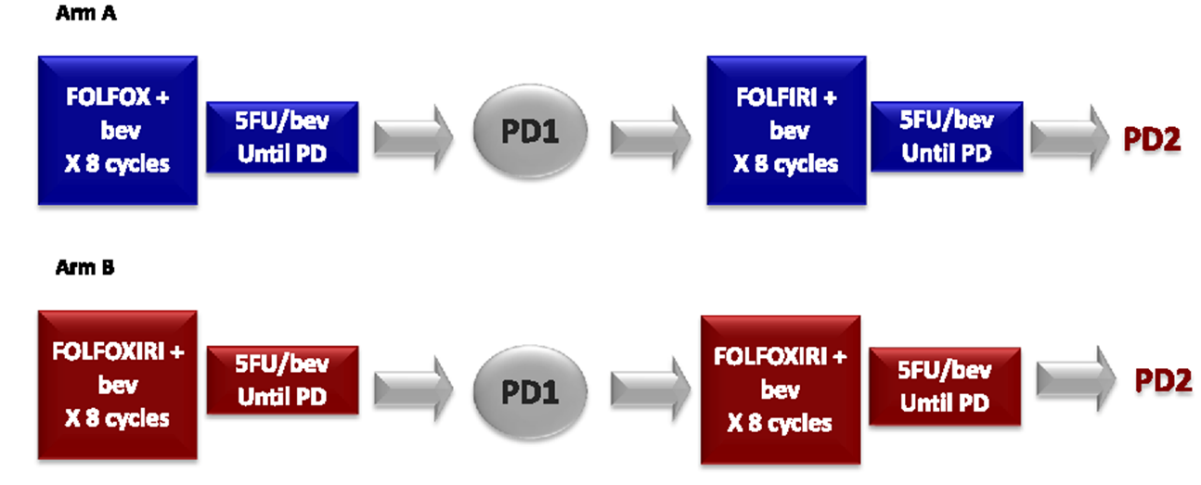 Arm A
FOLFOX +
bev
X 8 cycles
5FU/bev
Until PD
PD1
FOLFIRI +
bev
X 8 cycles
5FU/bev
Until PD
PD2
Arm B
FOLFOXIRI +
bev
X 8 cycles
5FU/bev
Until PD
PD1
FOLFOXIRI +
bev
X 8 cycles
5FU/bev
Until PD
PD2